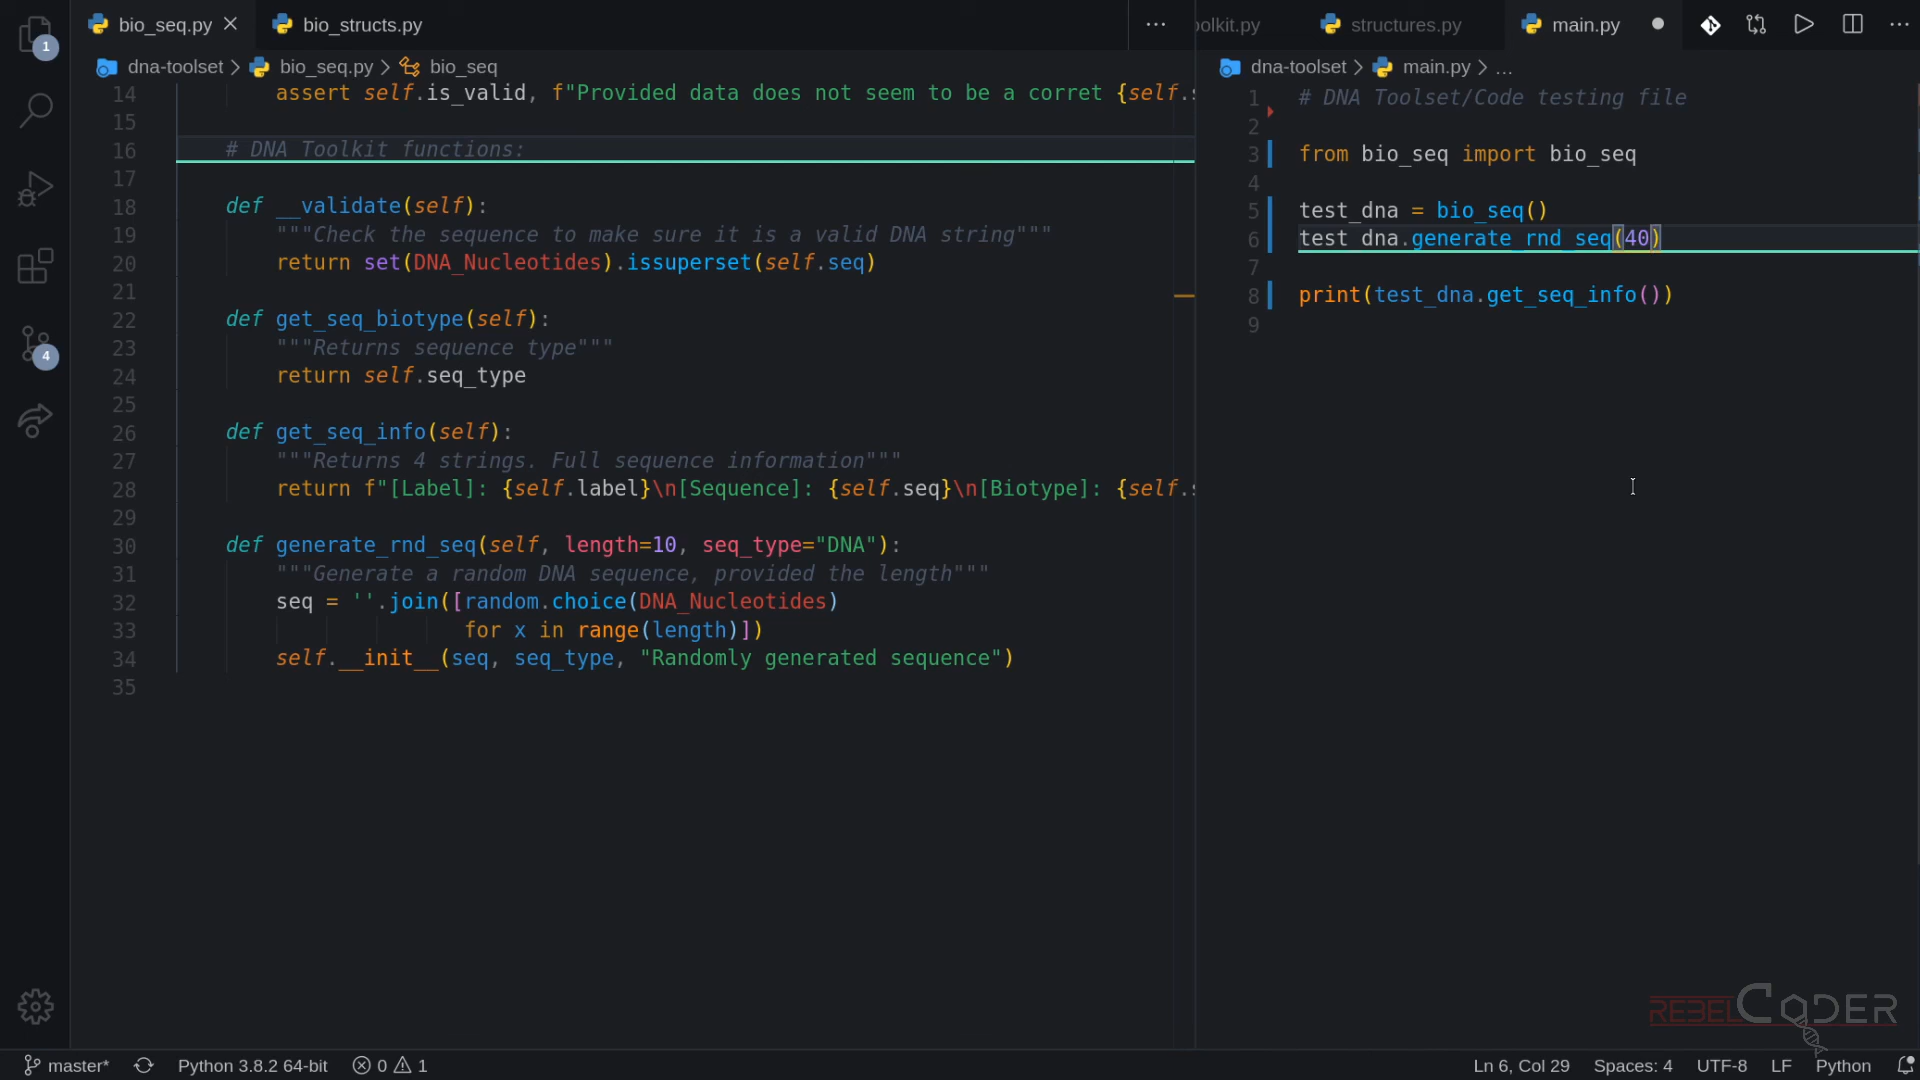 bio_seq.py
bio_structs.py
olkit.py
structures.py
main.py
1
4
dna-toolset > bio_seq.py > bio_seq
14 assert self.is_valid, f"Provided data does not seem to be a corret {self.s
15
16 # DNA Toolkit functions:
17
18 def __validate(self):
19 """Check the sequence to make sure it is a valid DNA string"""
20 return set(DNA_Nucleotides).issuperset(self.seq)
21
22 def get_seq_biotype(self):
23 """Returns sequence type"""
24 return self.seq_type
25
26 def get_seq_info(self):
27 """Returns 4 strings. Full sequence information"""
28 return f"[Label]: {self.label}\n[Sequence]: {self.seq}\n[Biotype]: {self.s
29
30 def generate_rnd_seq(self, length=10, seq_type="DNA"):
31 """Generate a random DNA sequence, provided the length"""
32 seq = ''.join([random.choice(DNA_Nucleotides)
33 for x in range(length)])
34 self.__init__(seq, seq_type, "Randomly generated sequence")
35
dna-toolset > main.py > ...
1 # DNA Toolset/Code testing file
2
3 from bio_seq import bio_seq
4
5 test_dna = bio_seq()
6 test_dna.generate_rnd_seq(40)
7
8 print(test_dna.get_seq_info())
9
REBELCODER
master*
Python 3.8.2 64-bit
0
1
Ln 6, Col 29
Spaces: 4
UTF-8
LF
Python